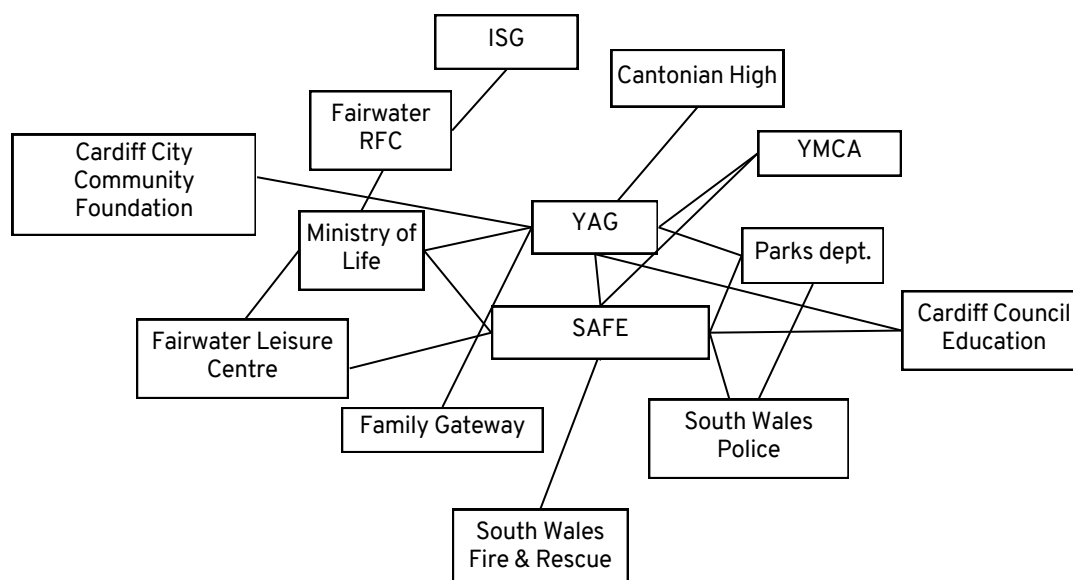 ISG
Cantonian High
Fairwater
RFC
YMCA
Cardiff City
Community
Foundation
YAG
Ministry of
Life
Parks dept.
SAFE
Cardiff Council
Education
Fairwater Leisure
Centre
Family Gateway
South Wales
Police
South Wales
Fire & Rescue